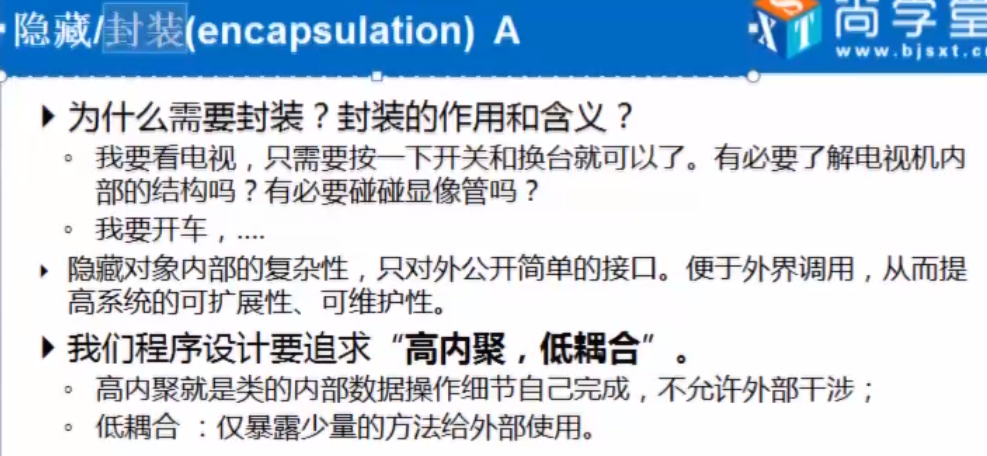 隐藏/封装(encapsulation) A
SXT 尚学堂
www.bjsxt.c
为什么需要封装？封装的作用和含义？
我要看电视，只需要按一下开关和换台就可以了。有必要了解电视机内
部的结构吗？有必要碰碰显像管吗？
我要开车，....
隐藏对象内部的复杂性，只对外公开简单的接口。便于外界调用，从而提
高系统的可扩展性、可维护性。
我们程序设计要追求“高内聚，低耦合”。
高内聚就是类的内部数据操作细节自己完成，不允许外部干涉；
低耦合 ：仅暴露少量的方法给外部使用。